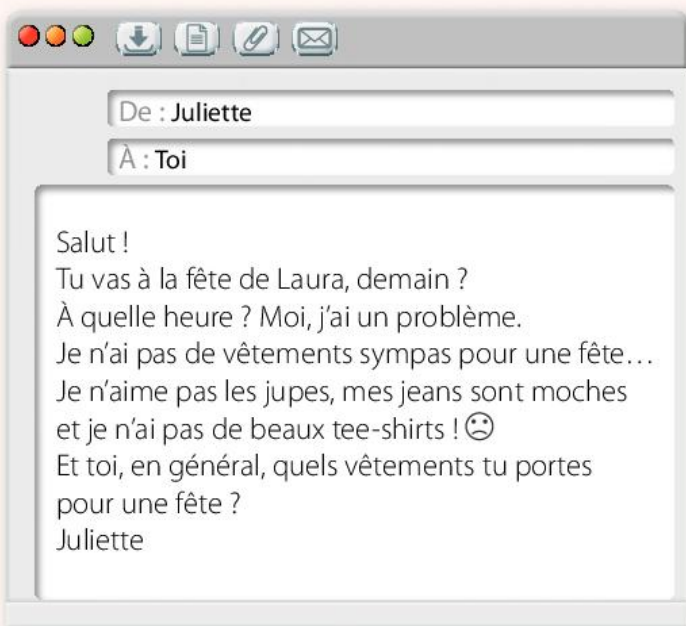 De : Juliette
À : Toi
Salut !
Tu vas à la fête de Laura, demain ?
À quelle heure ? Moi, j'ai un problème.
Je n'ai pas de vêtements sympas pour une fête…
Je n'aime pas les jupes, mes jeans sont moches
et je n'ai pas de beaux tee-shirts ! ☹
Et toi, en général, quels vêtements tu portes
pour une fête ?
Juliette